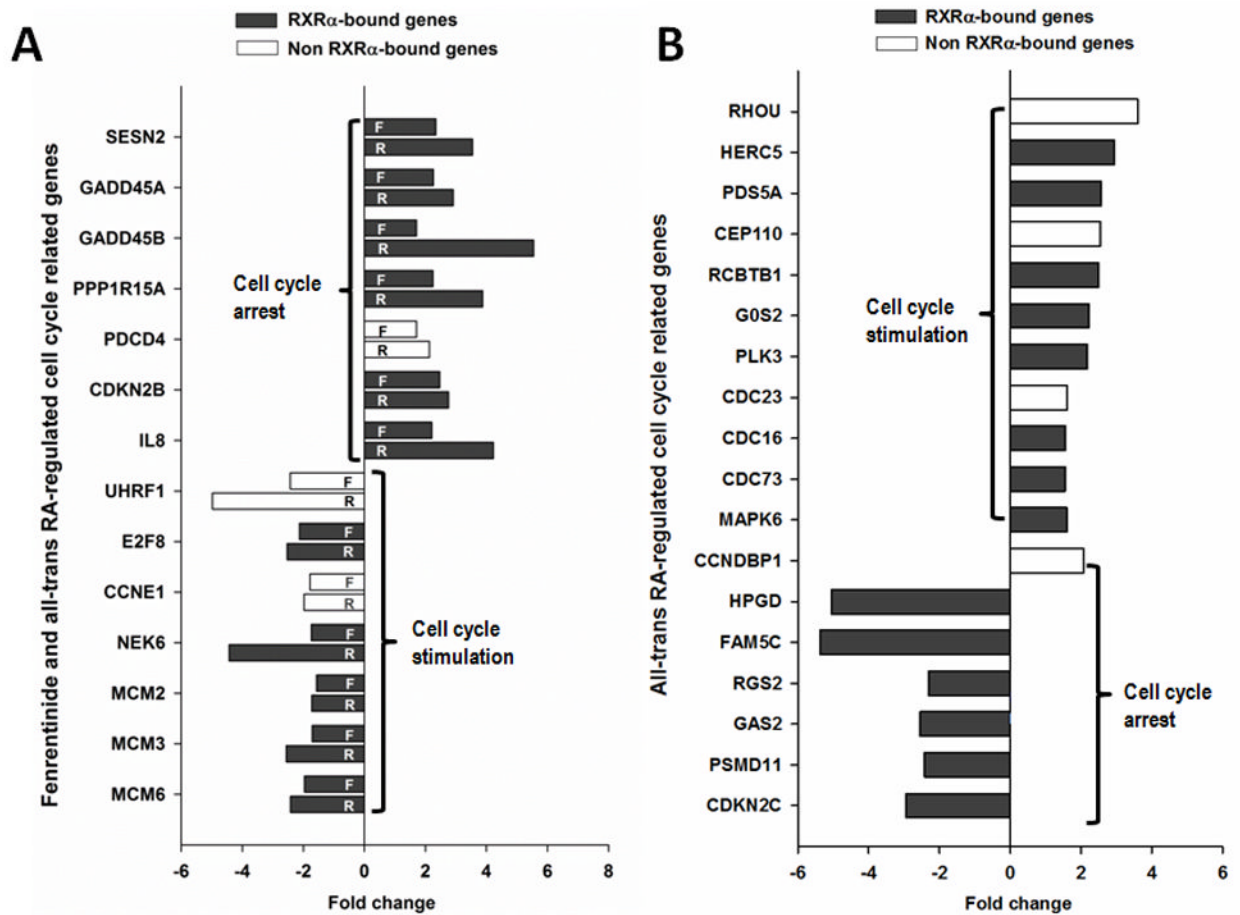 A
RXRα-bound genes
Non RXRα-bound genes
Fenrentinide and all-trans RA-regulated cell cycle related genes
SESN2
F
R
GADD45A
F
R
GADD45B
F
R
PPP1R15A
F
R
PDCD4
F
R
CDKN2B
F
R
IL8
F
R
Cell cycle
arrest
UHRF1
F
R
E2F8
F
R
CCNE1
F
R
NEK6
F
R
MCM2
F
R
MCM3
F
R
MCM6
F
R
Cell cycle
stimulation
-6 -4 -2 0 2 4 6 8
Fold change
B
RXRα-bound genes
Non RXRα-bound genes
All-trans RA-regulated cell cycle related genes
RHOU
HERC5
PDS5A
CEP110
RCBTB1
G0S2
PLK3
CDC23
CDC16
CDC73
MAPK6
Cell cycle
stimulation
CCNDBP1
HPGD
FAM5C
RGS2
GAS2
PSMD11
CDKN2C
Cell cycle
arrest
-6 -4 -2 0 2 4 6
Fold change